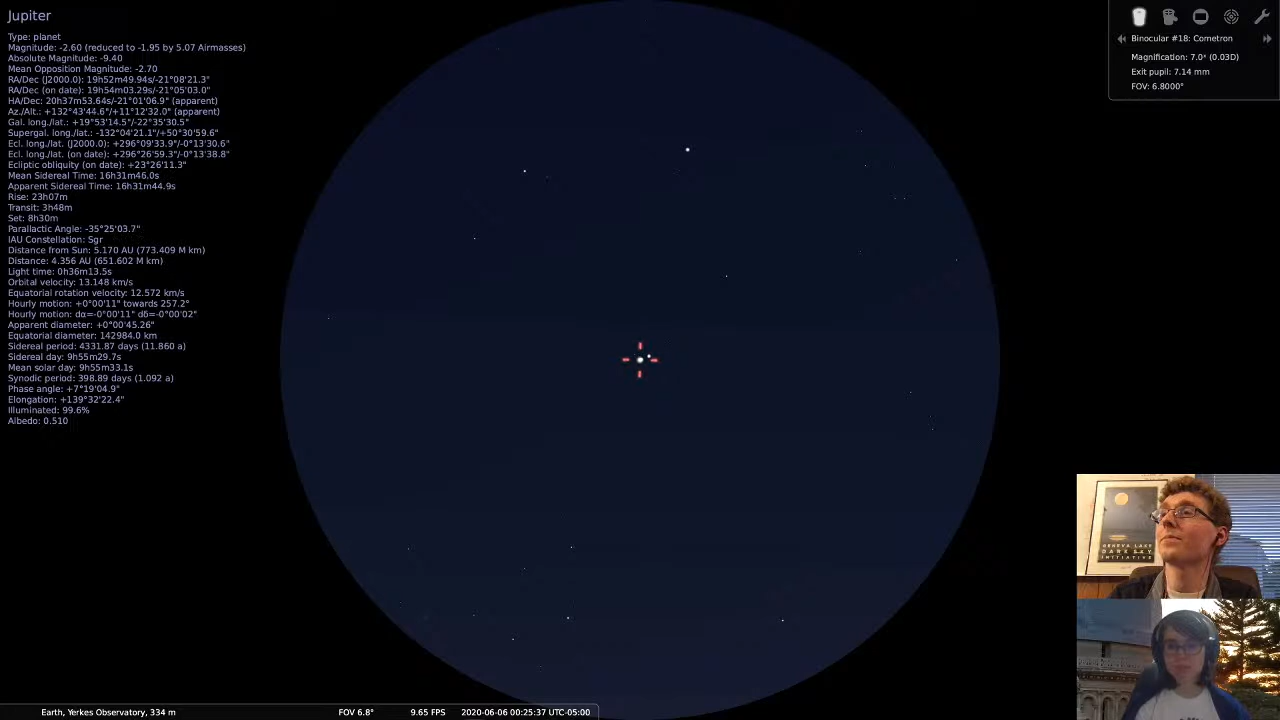 Jupiter
Type: planet
Magnitude: -2.60 (reduced to -1.95 by 5.07 Airmasses)
Absolute Magnitude: -9.40
Mean Opposition Magnitude: -2.70
RA/Dec (J2000.0): 19h52m49.94s/-21°08'21.3"
RA/Dec (on date): 19h54m03.29s/-21°05'03.0"
HA/Dec: 20h37m53.64s/-21°01'06.9" (apparent)
Az./Alt.: +132°43'44.6"/+11°12'32.0" (apparent)
Gal. long./lat.: +19°53'14.5"/-22°35'30.5"
Supergal. long./lat.: -132°04'21.1"/+50°30'59.6"
Ecl. long./lat. (J2000.0): +296°09'33.9"/-0°13'30.6"
Ecl. long./lat. (on date): +296°26'59.3"/-0°13'38.8"
Ecliptic obliquity (on date): +23°26'11.3"
Mean Sidereal Time: 16h31m46.0s
Apparent Sidereal Time: 16h31m44.9s
Rise: 23h07m
Transit: 3h48m
Set: 8h30m
Parallactic Angle: -35°25'03.7"
IAU Constellation: Sgr
Distance from Sun: 5.170 AU (773.409 M km)
Distance: 4.356 AU (651.602 M km)
Light time: 0h36m13.5s
Orbital velocity: 13.148 km/s
Equatorial rotation velocity: 12.572 km/s
Hourly motion: +0°00'11" towards 257.2°
Hourly motion: dα=-0°00'11" dδ=-0°00'02"
Apparent diameter: +0°00'45.26"
Equatorial diameter: 142984.0 km
Sidereal period: 4331.87 days (11.860 a)
Sidereal day: 9h55m29.7s
Mean solar day: 9h55m33.1s
Synodic period: 398.89 days (1.092 a)
Phase angle: +7°19'04.9"
Elongation: +139°32'22.4"
Illuminated: 99.6%
Albedo: 0.510
Binocular #18: Cometron
Magnification: 7.0× (0.03D)
Exit pupil: 7.14 mm
FOV: 6.8000°
GENEVA LAKE
DARK SKY
INITIATIVE
Earth, Yerkes Observatory, 334 m
FOV 6.8°
9.65 FPS
2020-06-06 00:25:37 UTC-05:00